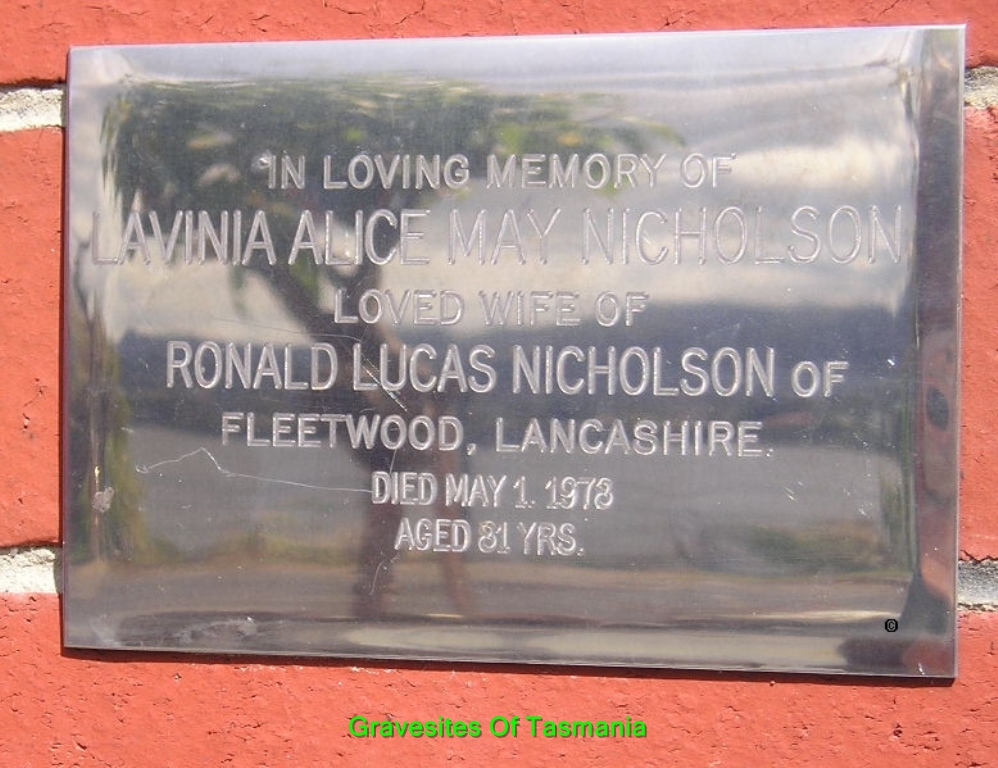 IN LOVING MEMORY OF
LAVINIA ALICE MAY NICHOLSON
LOVED WIFE OF
RONALD LUCAS NICHOLSON OF
FLEETWOOD, LANCASHIRE.
DIED MAY 1. 1978
AGED 81 YRS.
©
Gravesites Of Tasmania